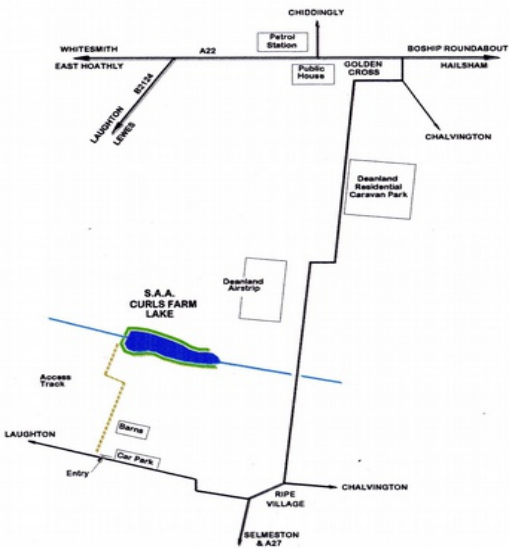 CHIDDINGLY
Petrol
Station
WHITESMITH
A22
BOSHIP ROUNDABOUT
EAST HOATHLY
Public
House
GOLDEN
CROSS
HAILSHAM
B2124
LAUGHTON
LEWES
CHALVINGTON
Deanland
Residential
Caravan Park
Deanland
Airstrip
S.A.A.
CURLS FARM
LAKE
Access
Track
Barns
LAUGHTON
Car Park
Entry
CHALVINGTON
RIPE
VILLAGE
SELMESTON
& A27